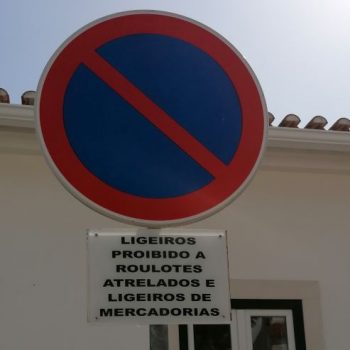 LIGEIROS
PROIBIDO A
ROULOTES
ATRELADOS E
LIGEIROS DE
MERCADORIAS